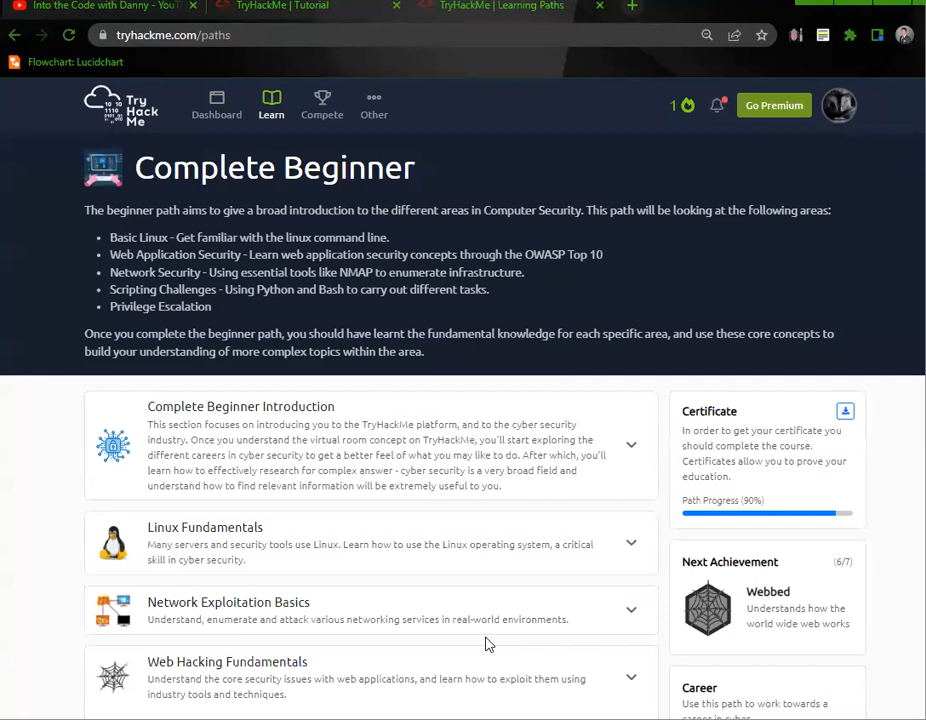 Into the Code with Danny - YouT
TryHackMe | Tutorial
TryHackMe | Learning Paths
tryhackme.com/paths
Flowchart: Lucidchart
Try
Hack
Me
Dashboard
Learn
Compete
Other
1
Go Premium
Complete Beginner
The beginner path aims to give a broad introduction to the different areas in Computer Security. This path will be looking at the following areas:
• Basic Linux - Get familiar with the linux command line.
• Web Application Security - Learn web application security concepts through the OWASP Top 10
• Network Security - Using essential tools like NMAP to enumerate infrastructure.
• Scripting Challenges - Using Python and Bash to carry out different tasks.
• Privilege Escalation
Once you complete the beginner path, you should have learnt the fundamental knowledge for each specific area, and use these core concepts to
build your understanding of more complex topics within the area.
Complete Beginner Introduction
This section focuses on introducing you to the TryHackMe platform, and to the cyber security
industry. Once you understand the virtual room concept on TryHackMe, you'll start exploring the
different careers in cyber security to get a better feel of what you may like to do. After which, you'll
learn how to effectively research for complex answer - cyber security is a very broad field and
understand how to find relevant information will be extremely useful to you.
Linux Fundamentals
Many servers and security tools use Linux. Learn how to use the Linux operating system, a critical
skill in cyber security.
Network Exploitation Basics
Understand, enumerate and attack various networking services in real-world environments.
Web Hacking Fundamentals
Understand the core security issues with web applications, and learn how to exploit them using
industry tools and techniques.
Certificate
In order to get your certificate you
should complete the course.
Certificates allow you to prove your
education.
Path Progress (90%)
Next Achievement (6/7)
Webbed
Understands how the
world wide web works
Career
Use this path to work towards a
career in cyber